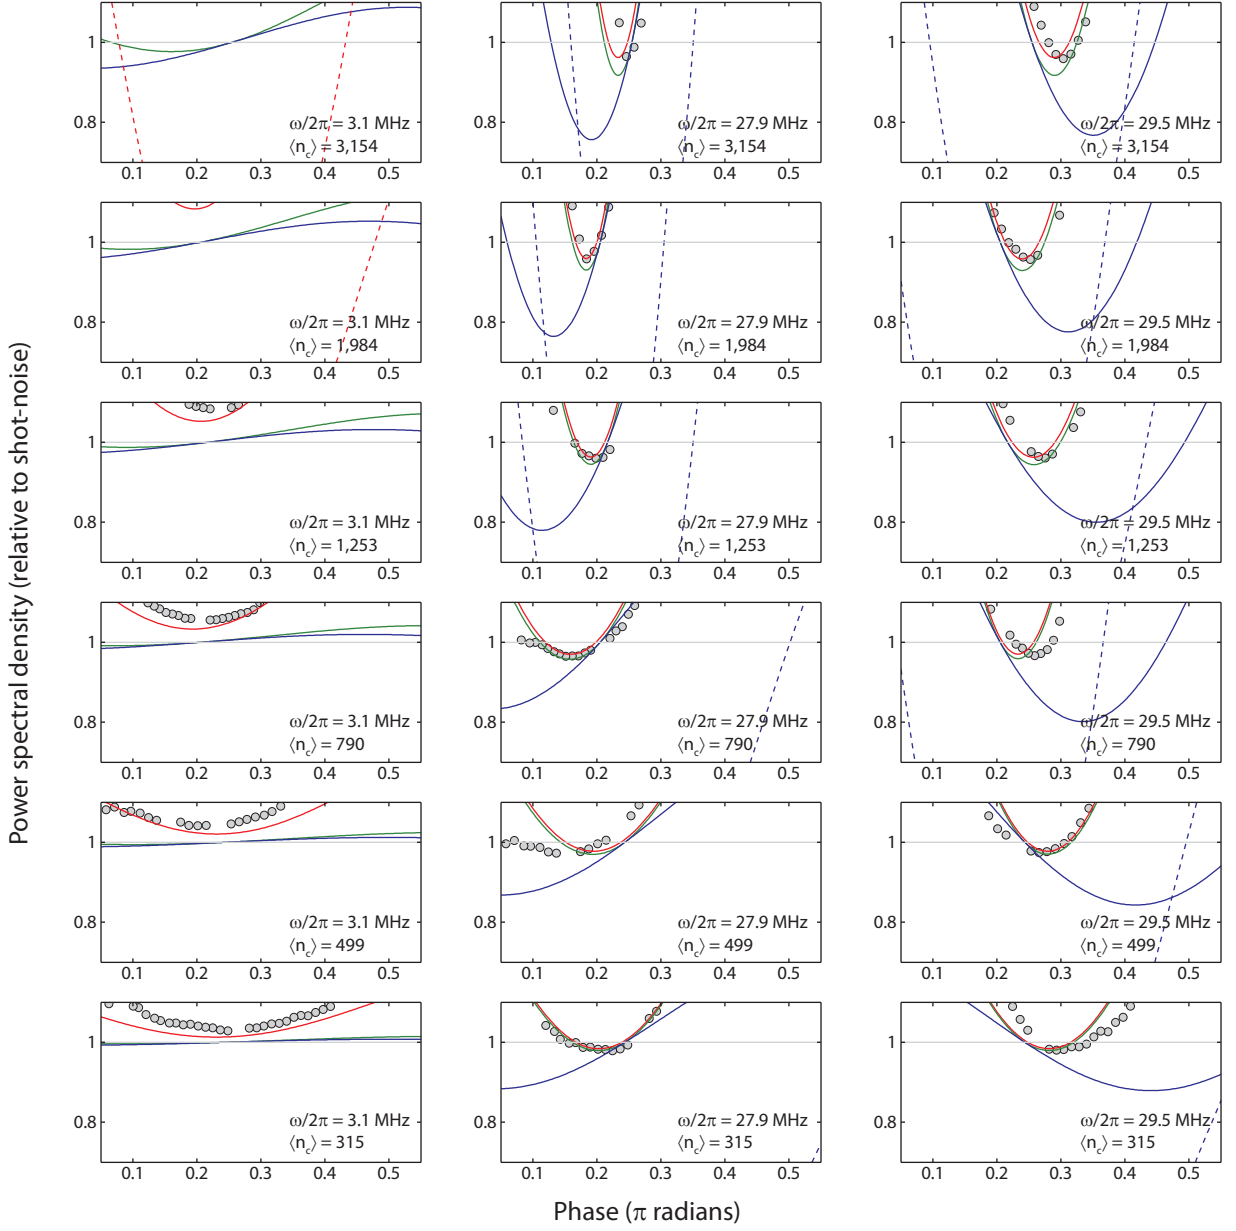 Power spectral density (relative to shot-noise)
1
0.8
ω/2π = 3.1 MHz
⟨n_c⟩ = 3,154
0.1 0.2 0.3 0.4 0.5
1
0.8
ω/2π = 27.9 MHz
⟨n_c⟩ = 3,154
0.1 0.2 0.3 0.4 0.5
1
0.8
ω/2π = 29.5 MHz
⟨n_c⟩ = 3,154
0.1 0.2 0.3 0.4 0.5
1
0.8
ω/2π = 3.1 MHz
⟨n_c⟩ = 1,984
0.1 0.2 0.3 0.4 0.5
1
0.8
ω/2π = 27.9 MHz
⟨n_c⟩ = 1,984
0.1 0.2 0.3 0.4 0.5
1
0.8
ω/2π = 29.5 MHz
⟨n_c⟩ = 1,984
0.1 0.2 0.3 0.4 0.5
1
0.8
ω/2π = 3.1 MHz
⟨n_c⟩ = 1,253
0.1 0.2 0.3 0.4 0.5
1
0.8
ω/2π = 27.9 MHz
⟨n_c⟩ = 1,253
0.1 0.2 0.3 0.4 0.5
1
0.8
ω/2π = 29.5 MHz
⟨n_c⟩ = 1,253
0.1 0.2 0.3 0.4 0.5
1
0.8
ω/2π = 3.1 MHz
⟨n_c⟩ = 790
0.1 0.2 0.3 0.4 0.5
1
0.8
ω/2π = 27.9 MHz
⟨n_c⟩ = 790
0.1 0.2 0.3 0.4 0.5
1
0.8
ω/2π = 29.5 MHz
⟨n_c⟩ = 790
0.1 0.2 0.3 0.4 0.5
1
0.8
ω/2π = 3.1 MHz
⟨n_c⟩ = 499
0.1 0.2 0.3 0.4 0.5
1
0.8
ω/2π = 27.9 MHz
⟨n_c⟩ = 499
0.1 0.2 0.3 0.4 0.5
1
0.8
ω/2π = 29.5 MHz
⟨n_c⟩ = 499
0.1 0.2 0.3 0.4 0.5
1
0.8
ω/2π = 3.1 MHz
⟨n_c⟩ = 315
0.1 0.2 0.3 0.4 0.5
1
0.8
ω/2π = 27.9 MHz
⟨n_c⟩ = 315
0.1 0.2 0.3 0.4 0.5
1
0.8
ω/2π = 29.5 MHz
⟨n_c⟩ = 315
0.1 0.2 0.3 0.4 0.5
Phase (π radians)